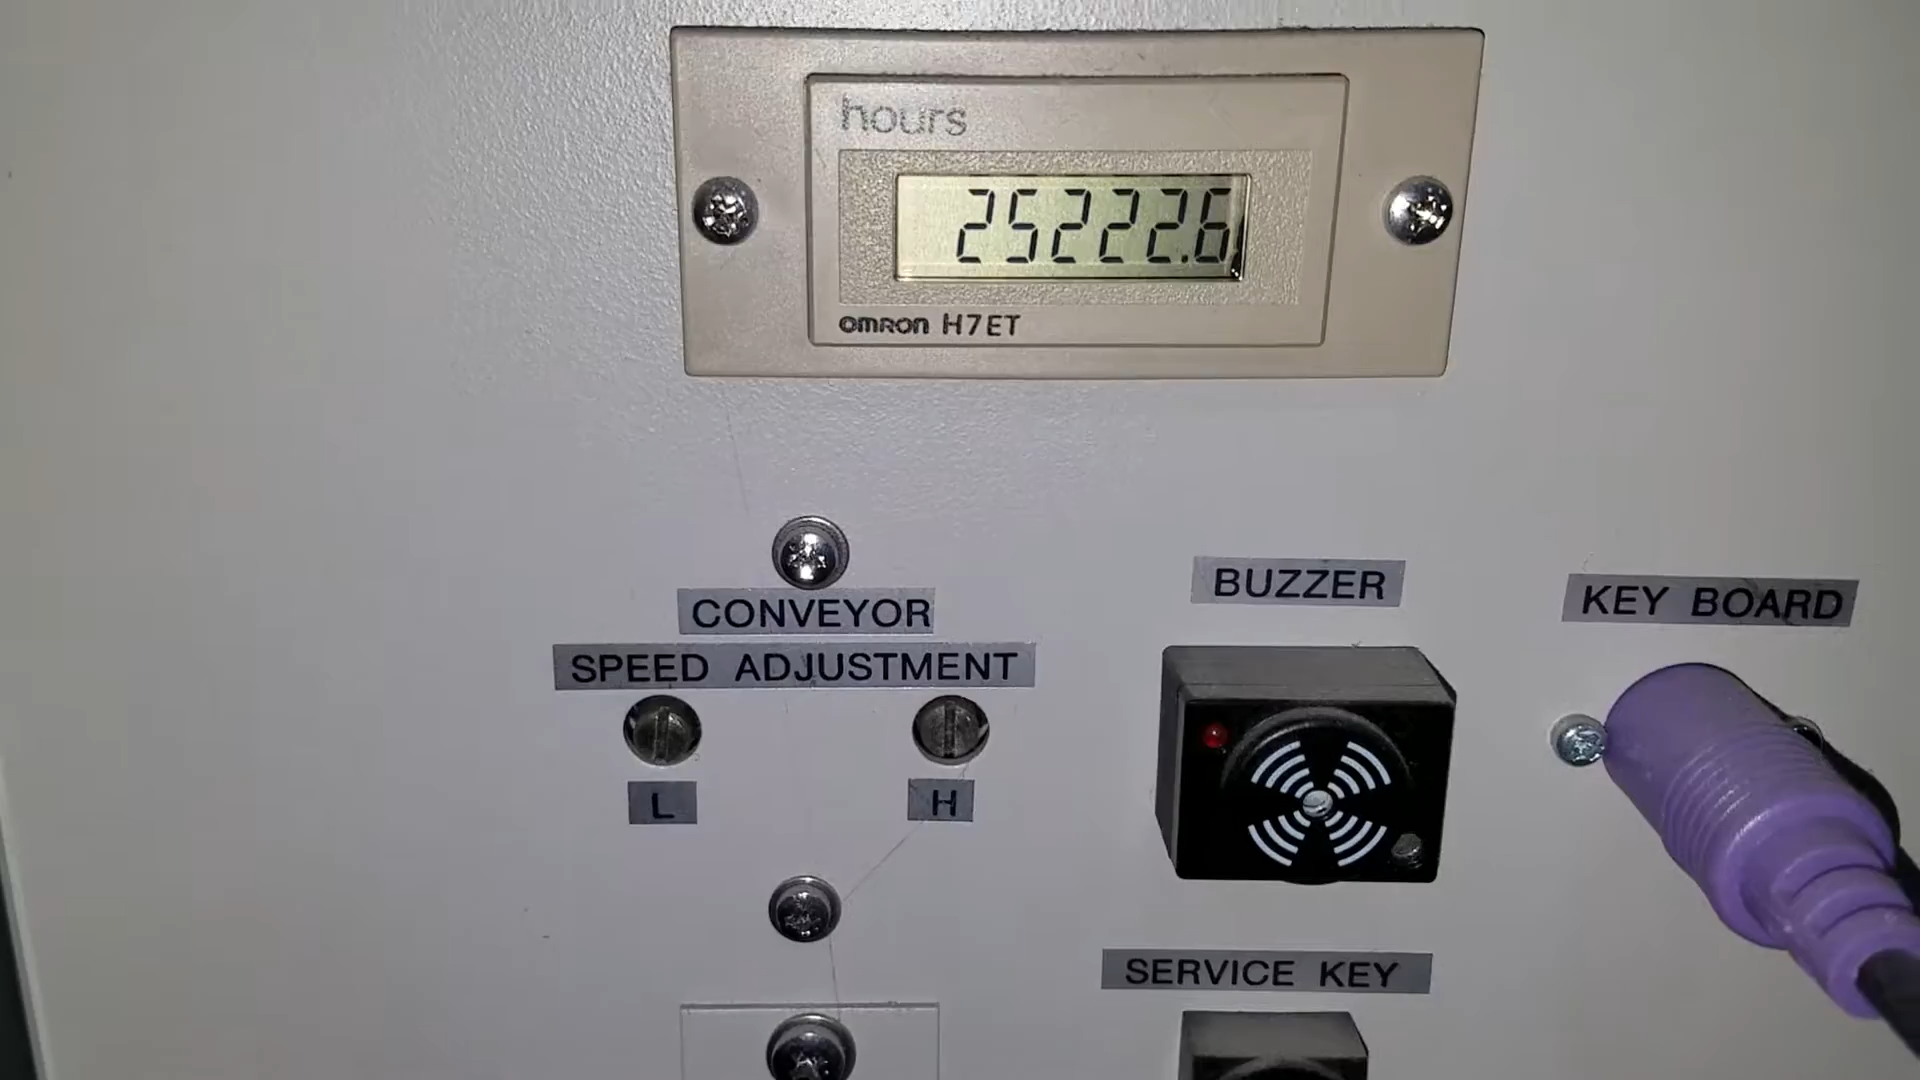 hours
25222.6
omron H7ET
CONVEYOR
SPEED ADJUSTMENT
L
H
BUZZER
KEY BOARD
SERVICE KEY